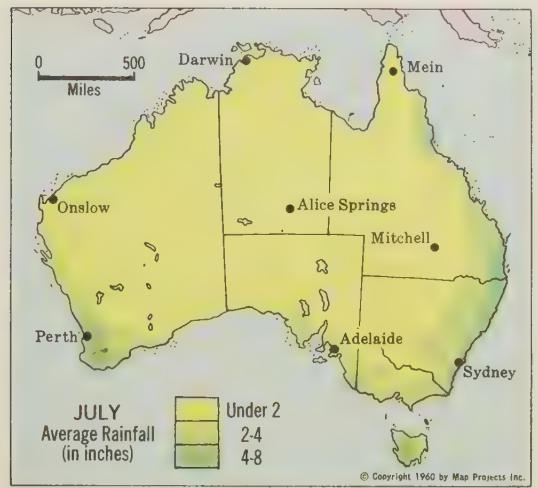 Darwin
Mein
0 500
Miles
Onslow
Alice Springs
Mitchell
Perth
Adelaide
Sydney
JULY
Average Rainfall
(in inches)
Under 2
2-4
4-8
© Copyright 1960 by Map Projects Inc.